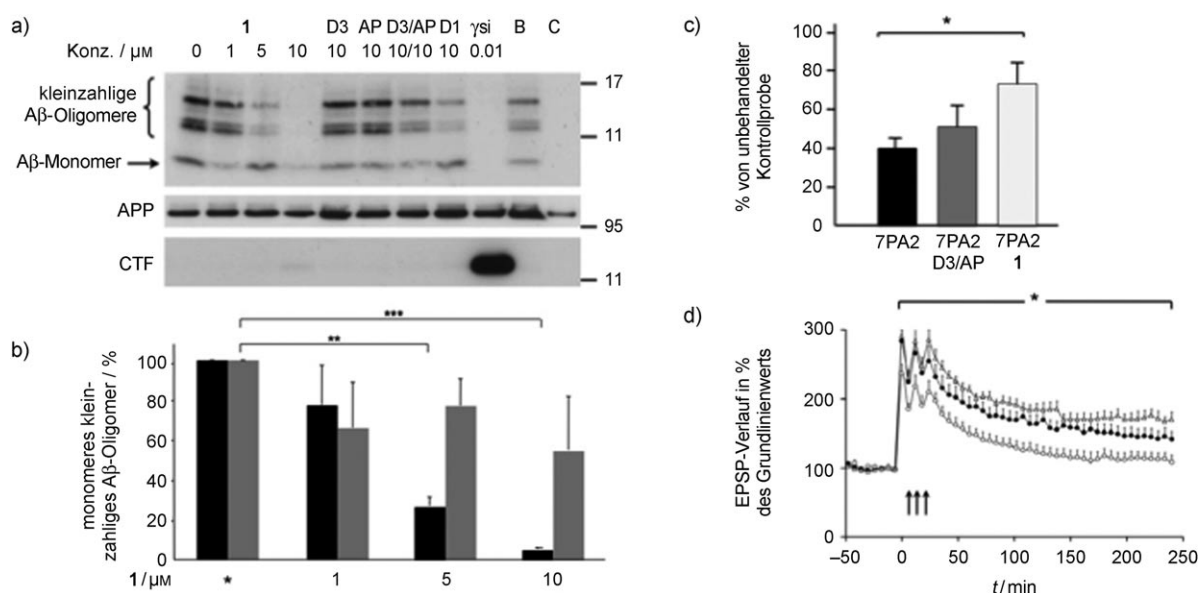 a)
1 D3 AP D3/AP D1 γsi B C
Konz. / µM 0 1 5 10 10 10 10/10 10 0.01
kleinzahlige
Aβ-Oligomere
Aβ-Monomer
17
11
APP
95
CTF
11
b)
monomeres klein-
zahliges Aβ-Oligomer / %
100
80
60
40
20
0
***
**
1/µM * 1 5 10
c)
% von unbehandelter
Kontrollprobe
100
80
60
40
20
0
*
7PA2 7PA2 7PA2
D3/AP 1
d)
EPSP-Verlauf in %
des Grundlinienwerts
300
200
100
0
*
–50 0 50 100 150 200 250
t/min